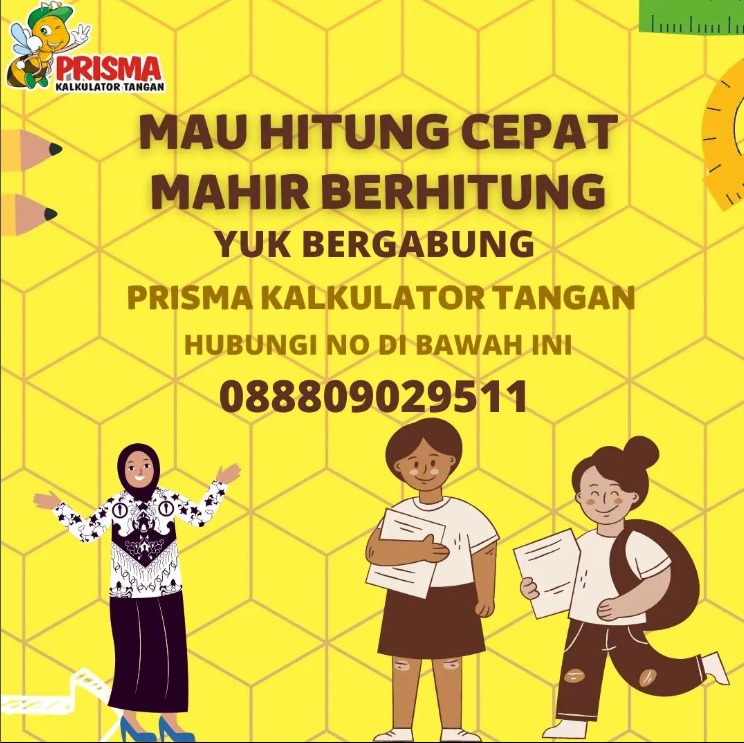 PRISMA
KALKULATOR TANGAN
MAU HITUNG CEPAT
MAHIR BERHITUNG
YUK BERGABUNG
PRISMA KALKULATOR TANGAN
HUBUNGI NO DI BAWAH INI
088809029511